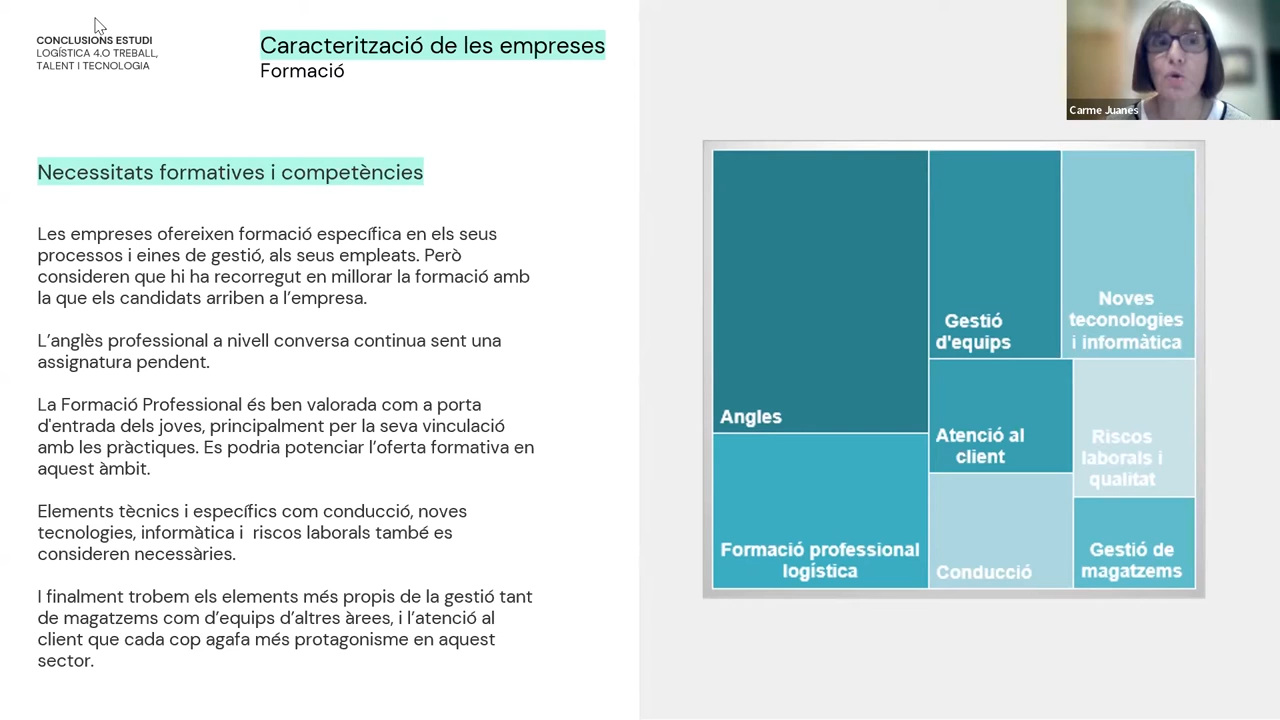 CONCLUSIONS ESTUDI
LOGÍSTICA 4.0 TREBALL,
TALENT I TECNOLOGIA
Caracterització de les empreses
Formació
Carme Juanes
Necessitats formatives i competències
Les empreses ofereixen formació específica en els seus
processos i eines de gestió, als seus empleats. Però
consideren que hi ha recorregut en millorar la formació amb
la que els candidats arriben a l’empresa.
L’anglès professional a nivell conversa continua sent una
assignatura pendent.
La Formació Professional és ben valorada com a porta
d'entrada dels joves, principalment per la seva vinculació
amb les pràctiques. Es podria potenciar l’oferta formativa en
aquest àmbit.
Elements tècnics i específics com conducció, noves
tecnologies, informàtica i  riscos laborals també es
consideren necessàries.
I finalment trobem els elements més propis de la gestió tant
de magatzems com d’equips d’altres àrees, i l’atenció al
client que cada cop agafa més protagonisme en aquest
sector.
Angles
Formació professional
logística
Gestió
d'equips
Noves
teconologies
i informàtica
Atenció al
client
Riscos
laborals i
qualitat
Conducció
Gestió de
magatzems